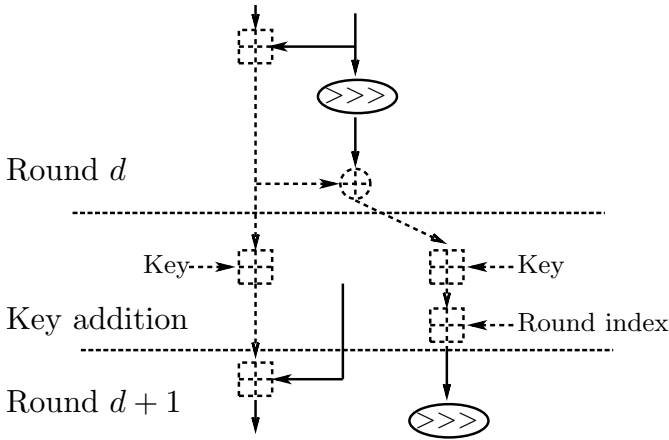 >>>
Round d
Key
Key
Key addition
Round index
Round d + 1
>>>